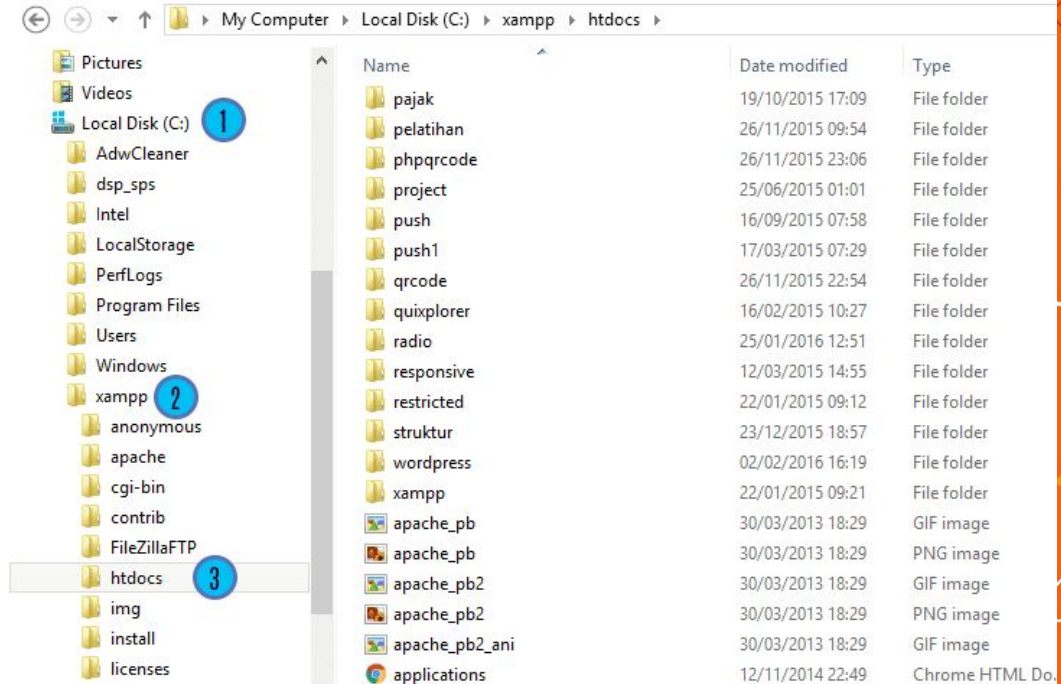 My Computer Local Disk (C:) xampp htdocs
Pictures
Videos
Local Disk (C:) 1
AdwCleaner
dsp_sps
Intel
LocalStorage
PerfLogs
Program Files
Users
Windows
xampp 2
anonymous
apache
cgi-bin
contrib
FileZillaFTP
htdocs 3
img
install
licenses
Name Date modified Type
pajak 19/10/2015 17:09 File folder
pelatihan 26/11/2015 09:54 File folder
phpqrcode 26/11/2015 23:06 File folder
project 25/06/2015 01:01 File folder
push 16/09/2015 07:58 File folder
push1 17/03/2015 07:29 File folder
qrcode 26/11/2015 22:54 File folder
quixplorer 16/02/2015 10:27 File folder
radio 25/01/2016 12:51 File folder
responsive 12/03/2015 14:55 File folder
restricted 22/01/2015 09:12 File folder
struktur 23/12/2015 18:57 File folder
wordpress 02/02/2016 16:19 File folder
xampp 22/01/2015 09:21 File folder
apache_pb 30/03/2013 18:29 GIF image
apache_pb 30/03/2013 18:29 PNG image
apache_pb2 30/03/2013 18:29 GIF image
apache_pb2 30/03/2013 18:29 PNG image
apache_pb2_ani 30/03/2013 18:29 GIF image
applications 12/11/2014 22:49 Chrome HTML Do.